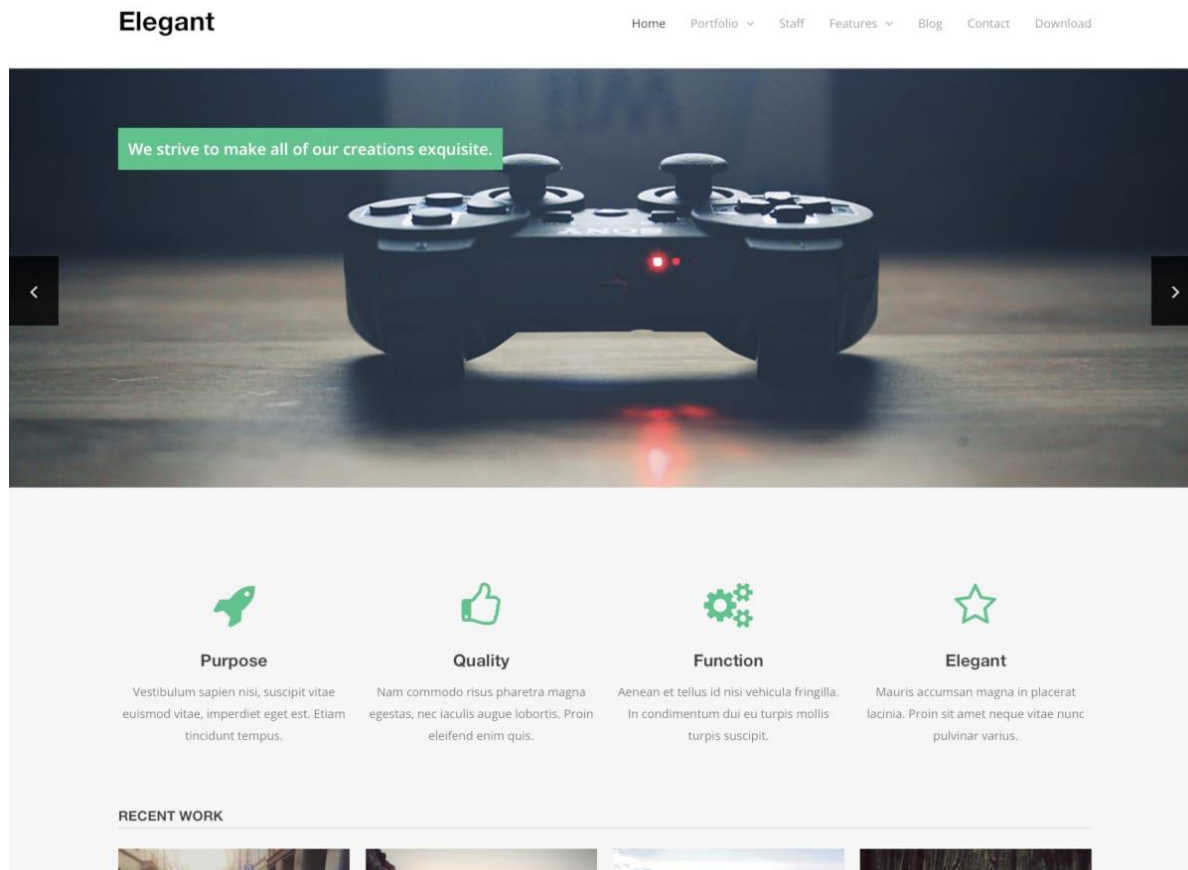 Elegant
Home Portfolio Staff Features Blog Contact Download
Wii
We strive to make all of our creations exquisite.
SONY
Purpose
Vestibulum sapien nisi, suscipit vitae
euismod vitae, imperdiet eget est. Etiam
tincidunt tempus.
Quality
Nam commodo risus pharetra magna
egestas, nec iaculis augue lobortis. Proin
eleifend enim quis.
Function
Aenean et tellus id nisi vehicula fringilla.
In condimentum dui eu turpis mollis
turpis suscipit.
Elegant
Mauris accumsan magna in placerat
lacinia. Proin sit amet neque vitae nunc
pulvinar varius.
RECENT WORK